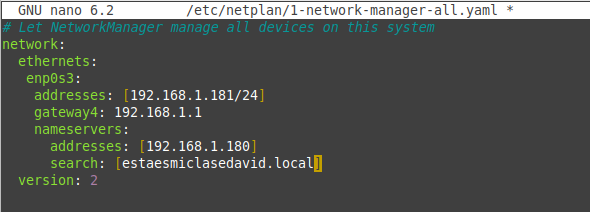 GNU nano 6.2 /etc/netplan/1-network-manager-all.yaml *
# Let NetworkManager manage all devices on this system
network:
  ethernets:
   enp0s3:
    addresses: [192.168.1.181/24]
    gateway4: 192.168.1.1
    nameservers:
      addresses: [192.168.1.180]
      search: [estaesmiclasedavid.local]
  version: 2